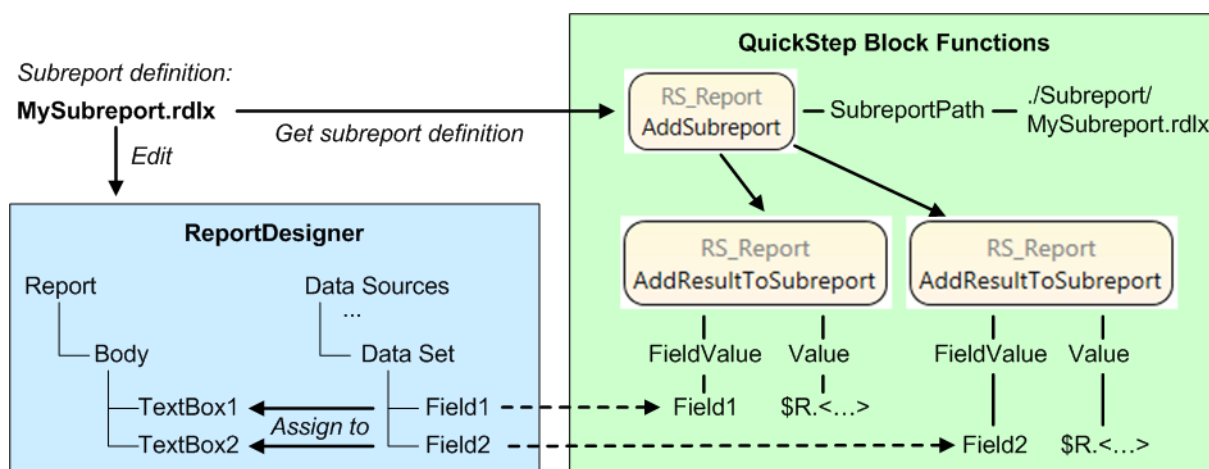 QuickStep Block Functions
Subreport definition:
MySubreport.rdlx
Get subreport definition
Edit
RS_Report
AddSubreport
SubreportPath
./Subreport/
MySubreport.rdlx
ReportDesigner
Report
Data Sources
...
Body
Data Set
TextBox1
Assign to
Field1
TextBox2
Field2
RS_Report
AddResultToSubreport
RS_Report
AddResultToSubreport
FieldValue
Value
FieldValue
Value
Field1
$R.<...>
Field2
$R.<...>